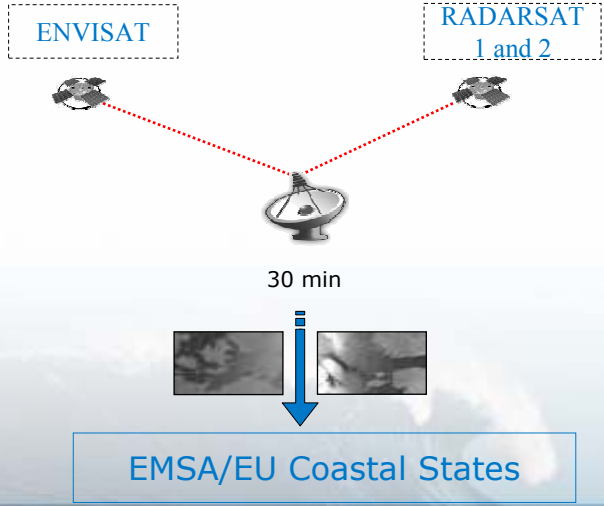 ENVISAT
RADARSAT
1 and 2
30 min
EMSA/EU Coastal States